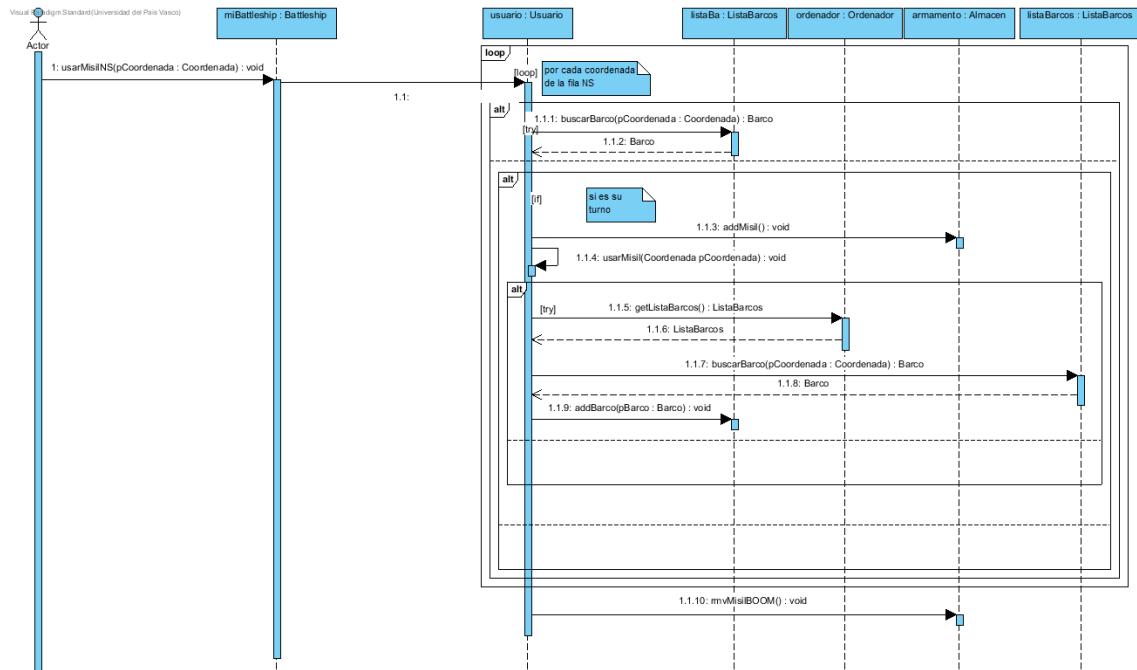 Visual Paradigm Standard(Universidad del Pais Vasco)
Actor
miBattleship : Battleship
usuario : Usuario
listaBa : ListaBarcos
ordenador : Ordenador
armamento : Almacen
listaBarcos : ListaBarcos
loop
1: usarMisilNS(pCoordenada : Coordenada) : void
[loop]
por cada coordenada
de la fila NS
1.1:
alt
1.1.1: buscarBarco(pCoordenada : Coordenada) : Barco
[try]
1.1.2: Barco
alt
[if]
si es su
turno
1.1.3: addMisil() : void
1.1.4: usarMisil(Coordenada pCoordenada) : void
alt
[try]
1.1.5: getListaBarcos() : ListaBarcos
1.1.6: ListaBarcos
1.1.7: buscarBarco(pCoordenada : Coordenada) : Barco
1.1.8: Barco
1.1.9: addBarco(pBarco : Barco) : void
1.1.10: rmvMisilBOOM() : void